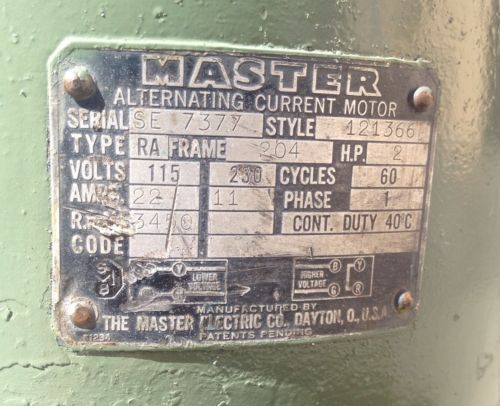 MASTER
ALTERNATING CURRENT MOTOR
SERIAL SE 7377 STYLE 121366
TYPE RA FRAME 204 H.P. 2
VOLTS 115 230 CYCLES 60
22 11 PHASE 1
CONT. DUTY 40°C
CODE
Y LOWER VOLTAGE B Y HIGHER VOLTAGE G R
MANUFACTURED BY
THE MASTER ELECTRIC CO., DAYTON, O., U.S.A.
PATENTS PENDING